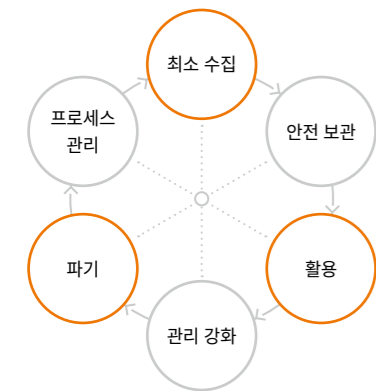 최소 수집
안전 보관
활용
관리 강화
파기
프로세스
관리